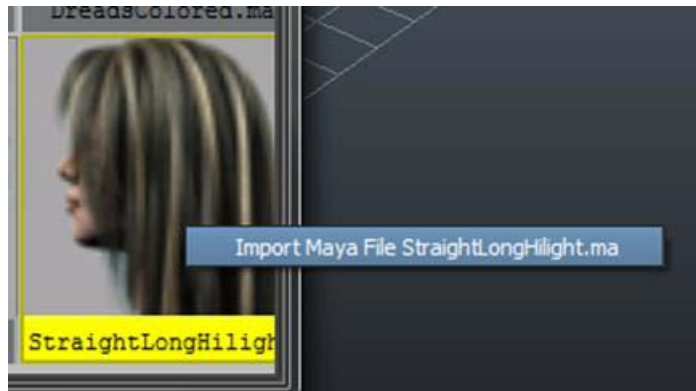 DreadsColored.ma
Import Maya File StraightLongHilight.ma
StraightLongHiligh